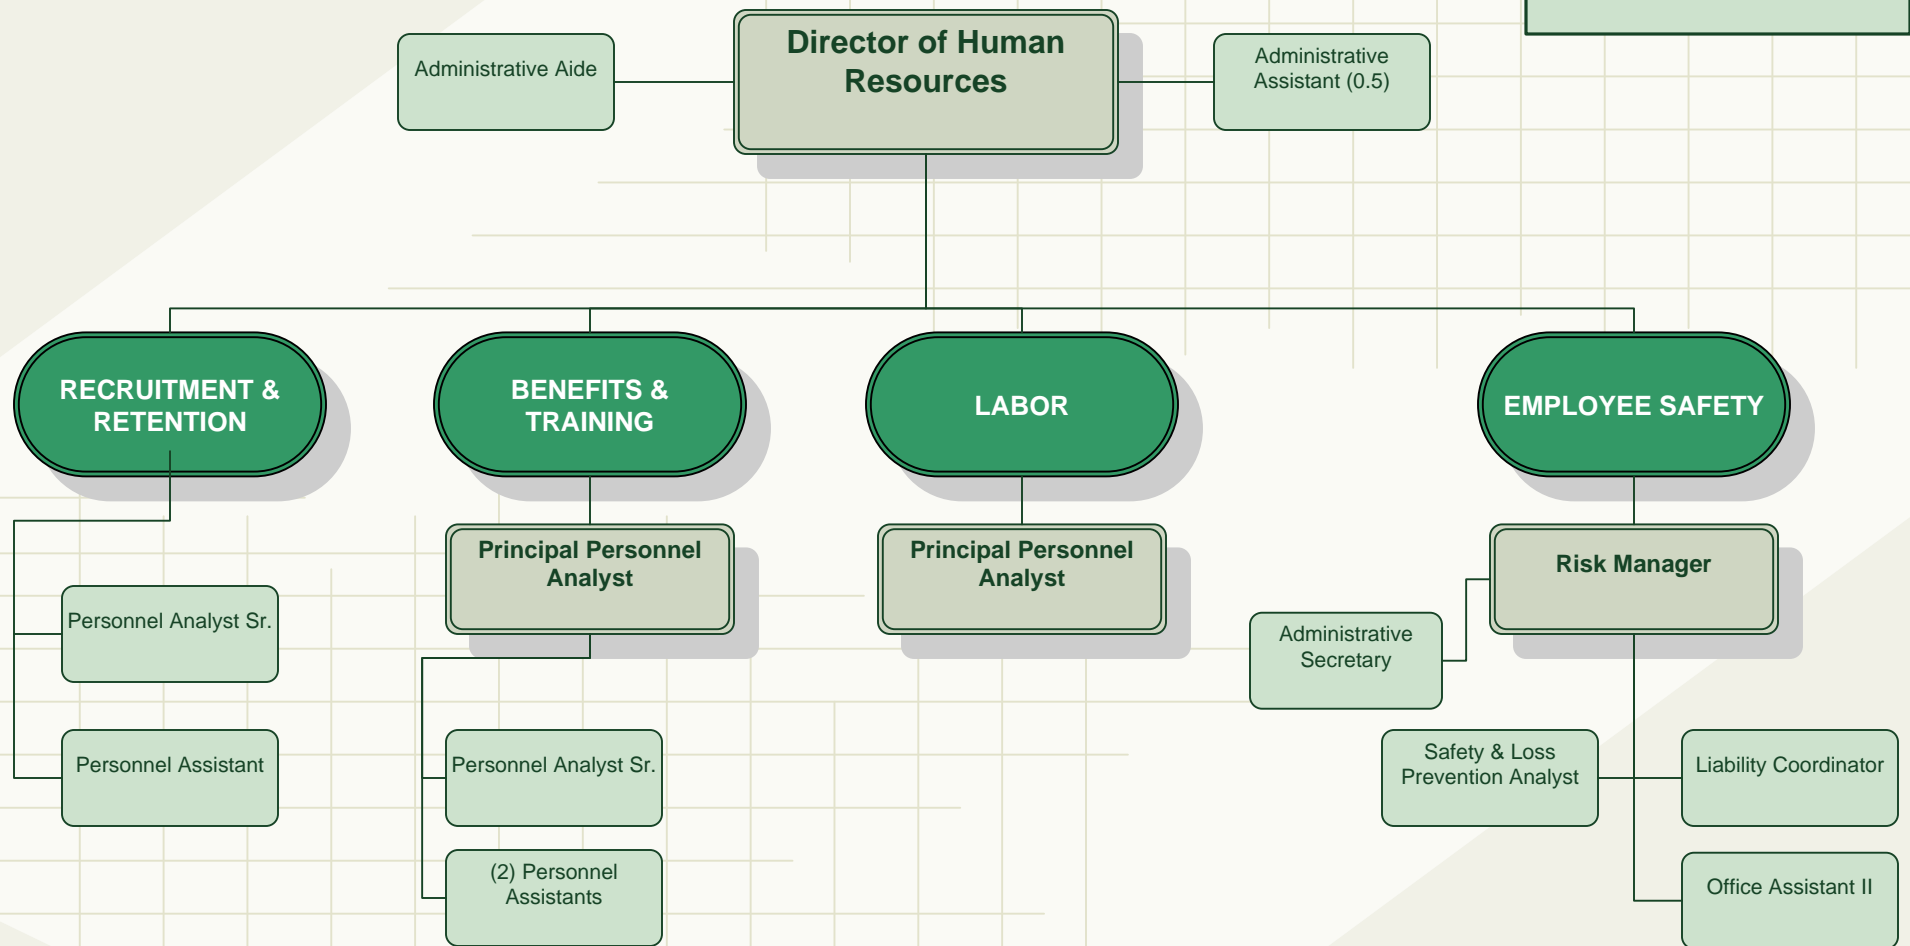 Director of Human
Resources
Administrative Aide
Administrative
Assistant (0.5)
RECRUITMENT &
RETENTION
BENEFITS &
TRAINING
LABOR
EMPLOYEE SAFETY
Principal Personnel
Analyst
Principal Personnel
Analyst
Risk Manager
Personnel Analyst Sr.
Administrative
Secretary
Personnel Assistant
Personnel Analyst Sr.
Safety & Loss
Prevention Analyst
Liability Coordinator
(2) Personnel
Assistants
Office Assistant II